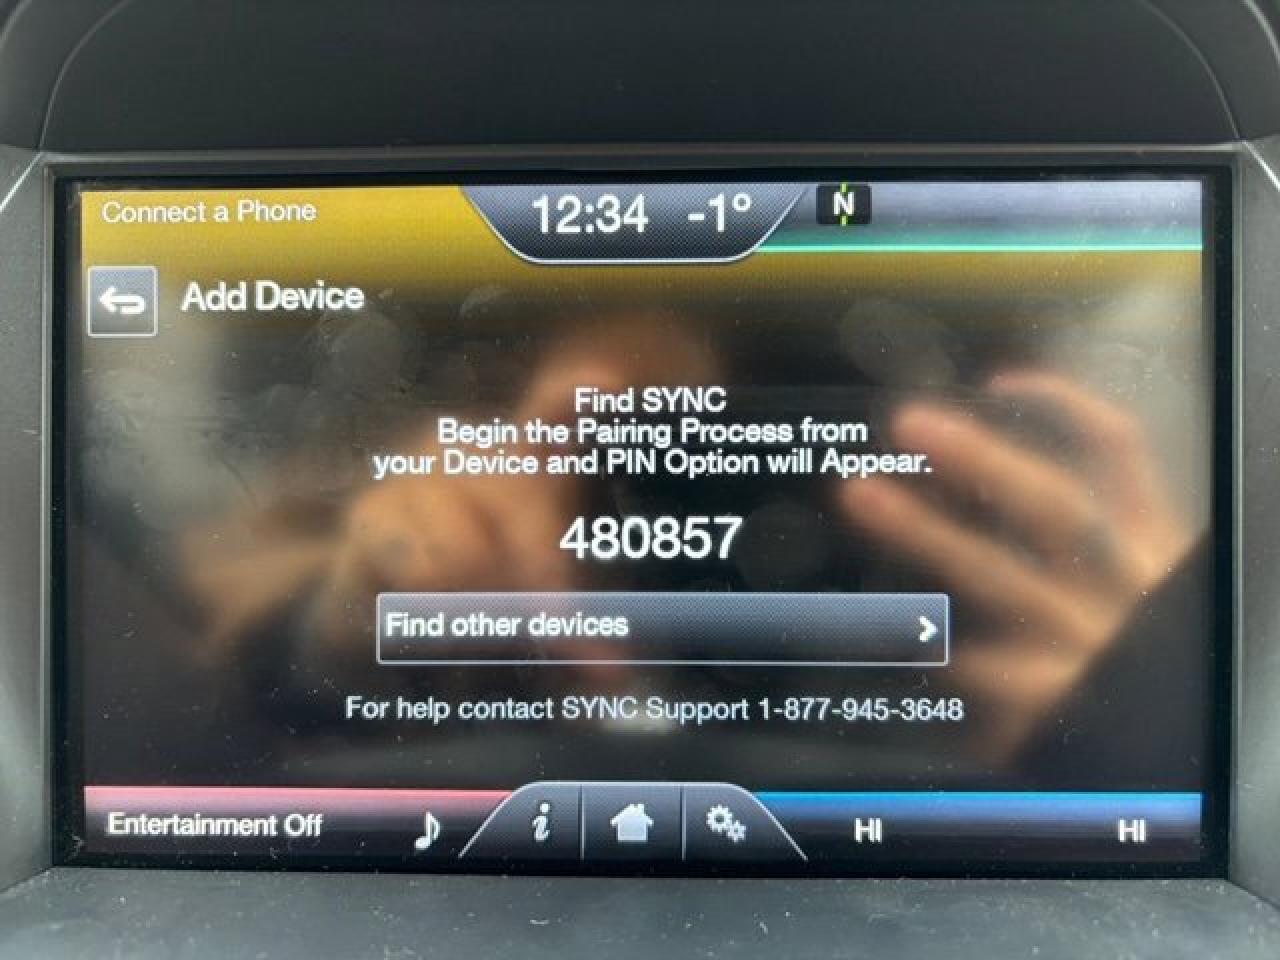 Connect a Phone
12:34 -1°
N
Add Device
Find SYNC
Begin the Pairing Process from
your Device and PIN Option will Appear.
480857
Find other devices
For help contact SYNC Support 1-877-945-3648
Entertainment Off
i
HI
HI